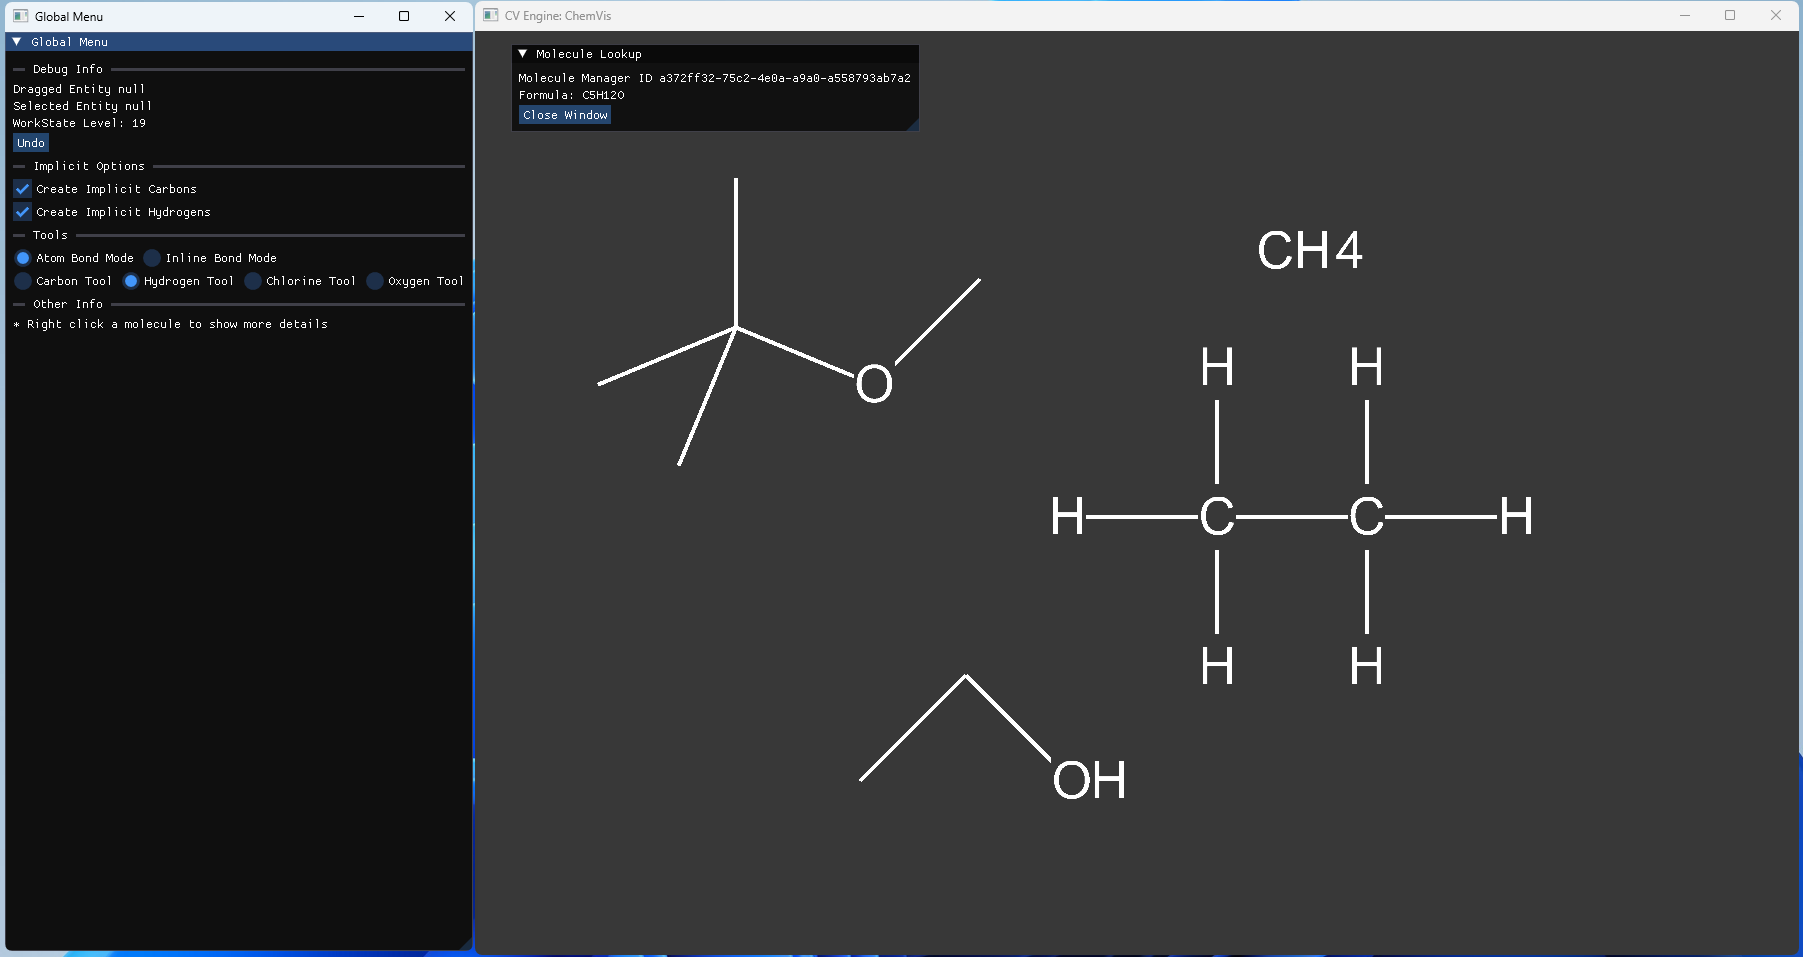 Global Menu
Global Menu
Debug Info
Dragged Entity null
Selected Entity null
WorkState Level: 19
Undo
Implicit Options
Create Implicit Carbons
Create Implicit Hydrogens
Tools
Atom Bond Mode Inline Bond Mode
Carbon Tool Hydrogen Tool Chlorine Tool Oxygen Tool
Other Info
* Right click a molecule to show more details
CV Engine: ChemVis
Molecule Lookup
Molecule Manager ID a372ff32-75c2-4e0a-a9a0-a558793ab7a2
Formula: C5H12O
Close Window
CH4
O
H H
H C C H
H H
OH